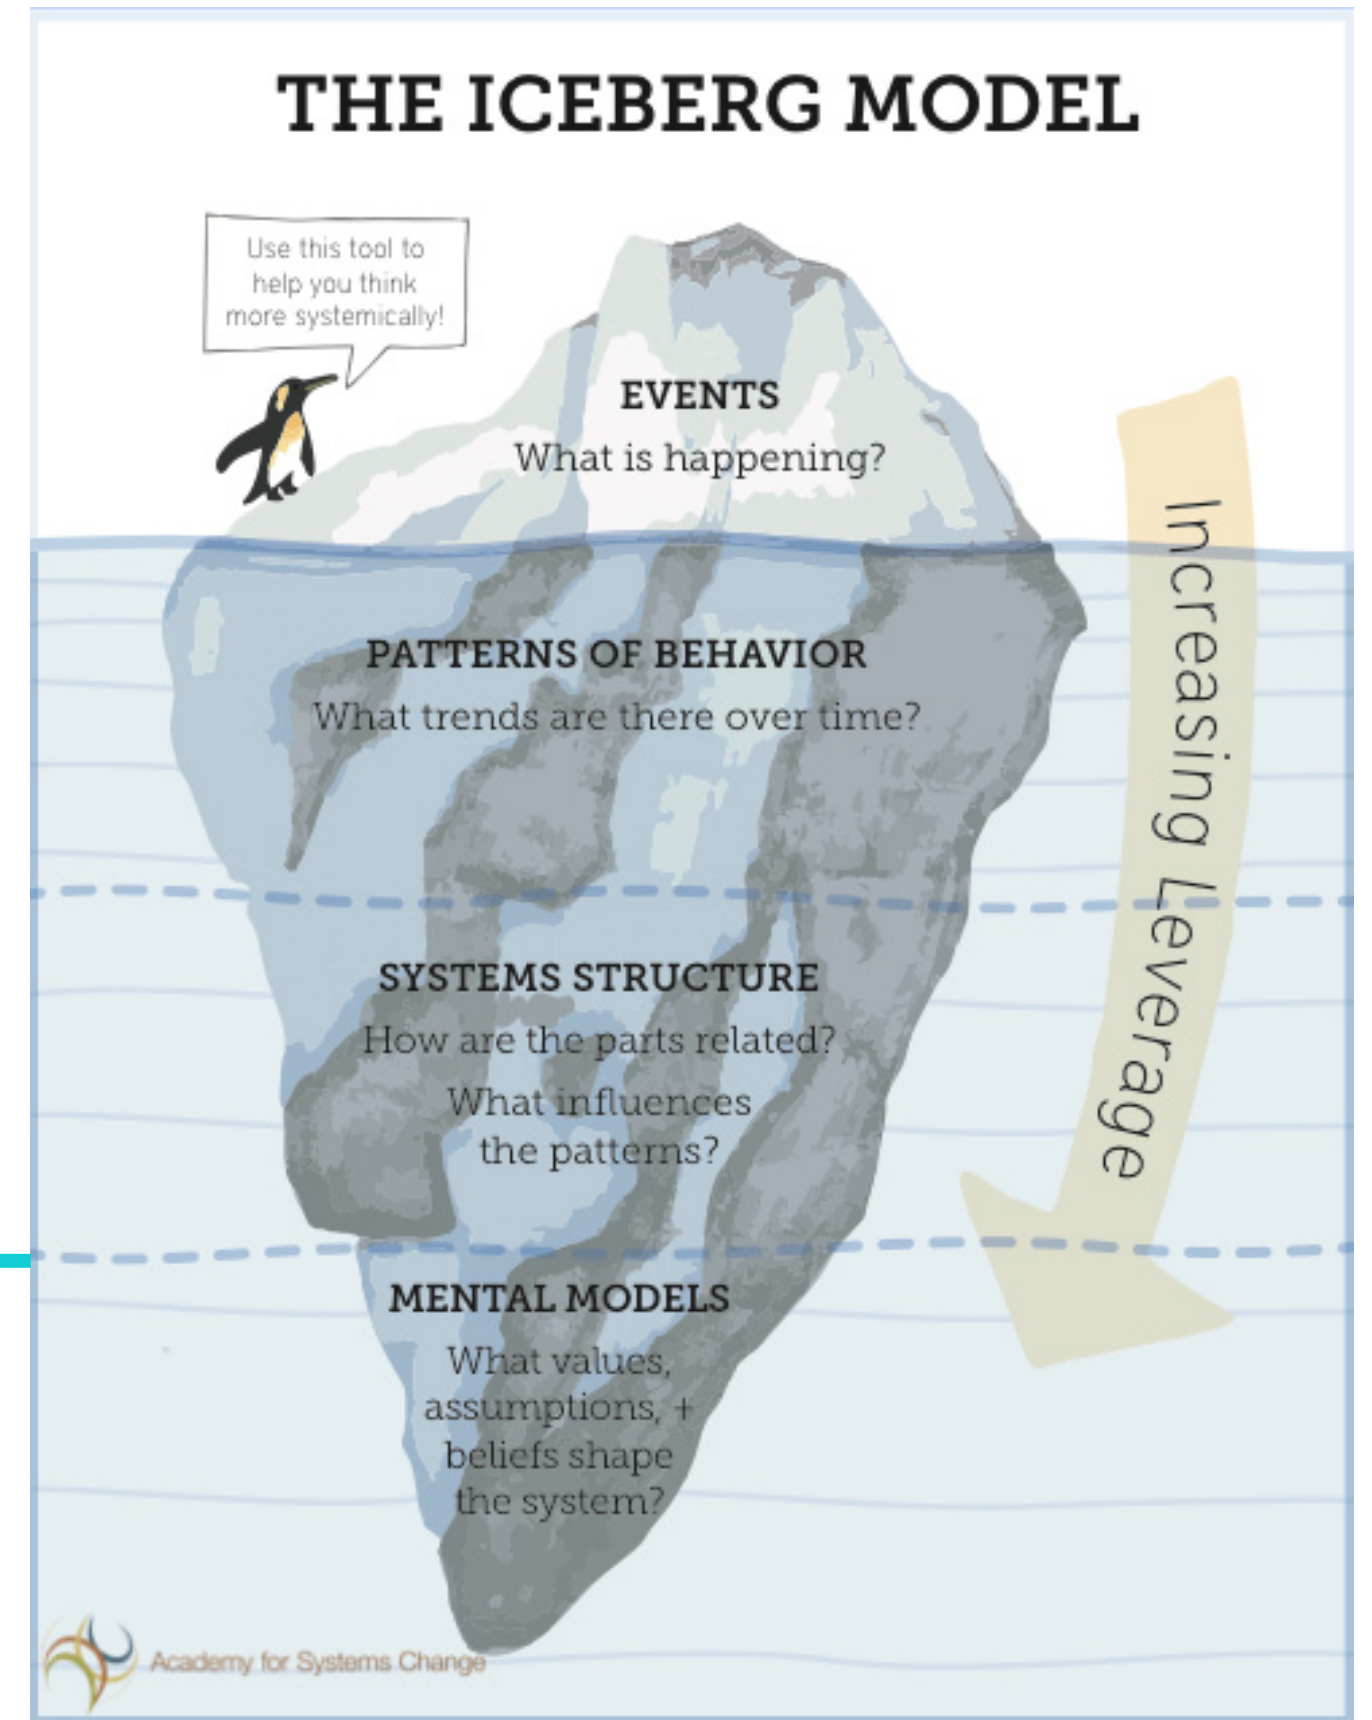 THE ICEBERG MODEL
Use this tool to
help you think
more systemically!
EVENTS
What is happening?
PATTERNS OF BEHAVIOR
What trends are there over time?
SYSTEMS STRUCTURE
How are the parts related?
What influences
the patterns?
MENTAL MODELS
What values,
assumptions, +
beliefs shape
the system?
Increasing Leverage
Academy for Systems Change